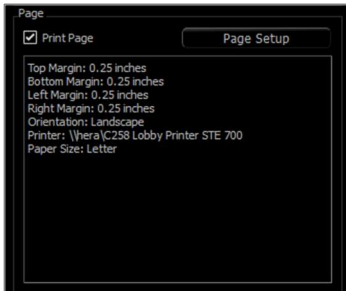 Page
Print Page
Page Setup
Top Margin: 0.25 inches
Bottom Margin: 0.25 inches
Left Margin: 0.25 inches
Right Margin: 0.25 inches
Orientation: Landscape
Printer: \\hera\C258 Lobby Printer STE 700
Paper Size: Letter